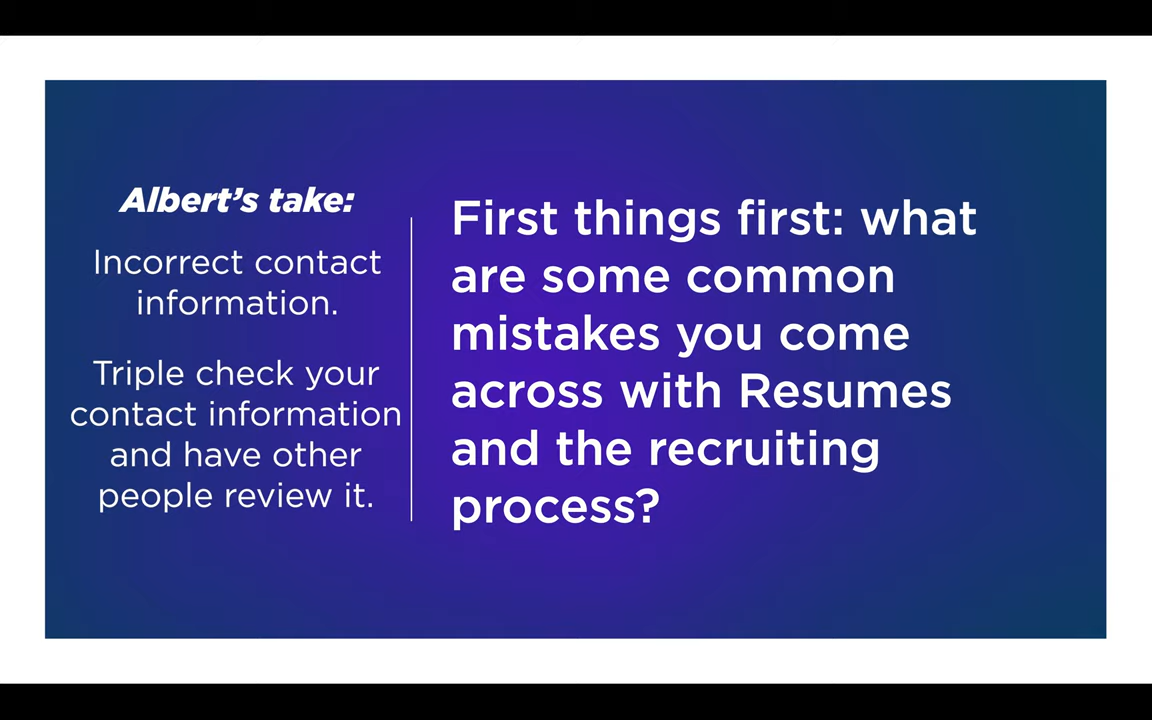 Albert’s take:
Incorrect contact
information.
Triple check your
contact information
and have other
people review it.
First things first: what
are some common
mistakes you come
across with Resumes
and the recruiting
process?